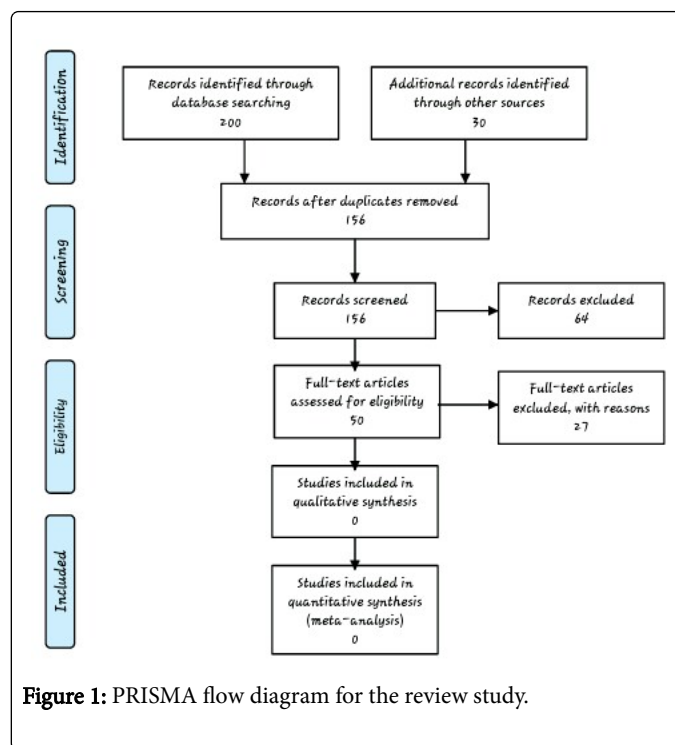 Identification
Records identified through
database searching
200
Additional records identified
through other sources
30
Records after duplicates removed
156
Screening
Records screened
156
Records excluded
64
Eligibility
Full-text articles
assessed for eligibility
50
Full-text articles
excluded, with reasons
27
Studies included in
qualitative synthesis
0
Included
Studies included in
quantitative synthesis
(meta-analysis)
0
Figure 1: PRISMA flow diagram for the review study.